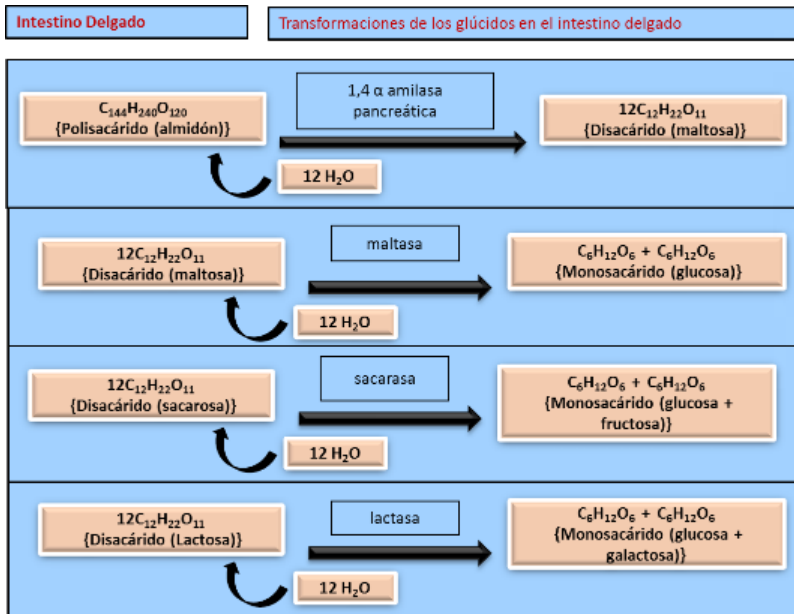 Intestino Delgado
Transformaciones de los glúcidos en el intestino delgado
C₁₄₄H₂₄₀O₁₂₀
{Polisacárido (almidón)}
1,4 α amilasa
pancreática
12C₁₂H₂₂O₁₁
{Disacárido (maltosa)}
12 H₂O
12C₁₂H₂₂O₁₁
{Disacárido (maltosa)}
maltasa
C₆H₁₂O₆ + C₆H₁₂O₆
{Monosacárido (glucosa)}
12 H₂O
12C₁₂H₂₂O₁₁
{Disacárido (sacarosa)}
sacarasa
C₆H₁₂O₆ + C₆H₁₂O₆
{Monosacárido (glucosa +
fructosa)}
12 H₂O
12C₁₂H₂₂O₁₁
{Disacárido (Lactosa)}
lactasa
C₆H₁₂O₆ + C₆H₁₂O₆
{Monosacárido (glucosa +
galactosa)}
12 H₂O